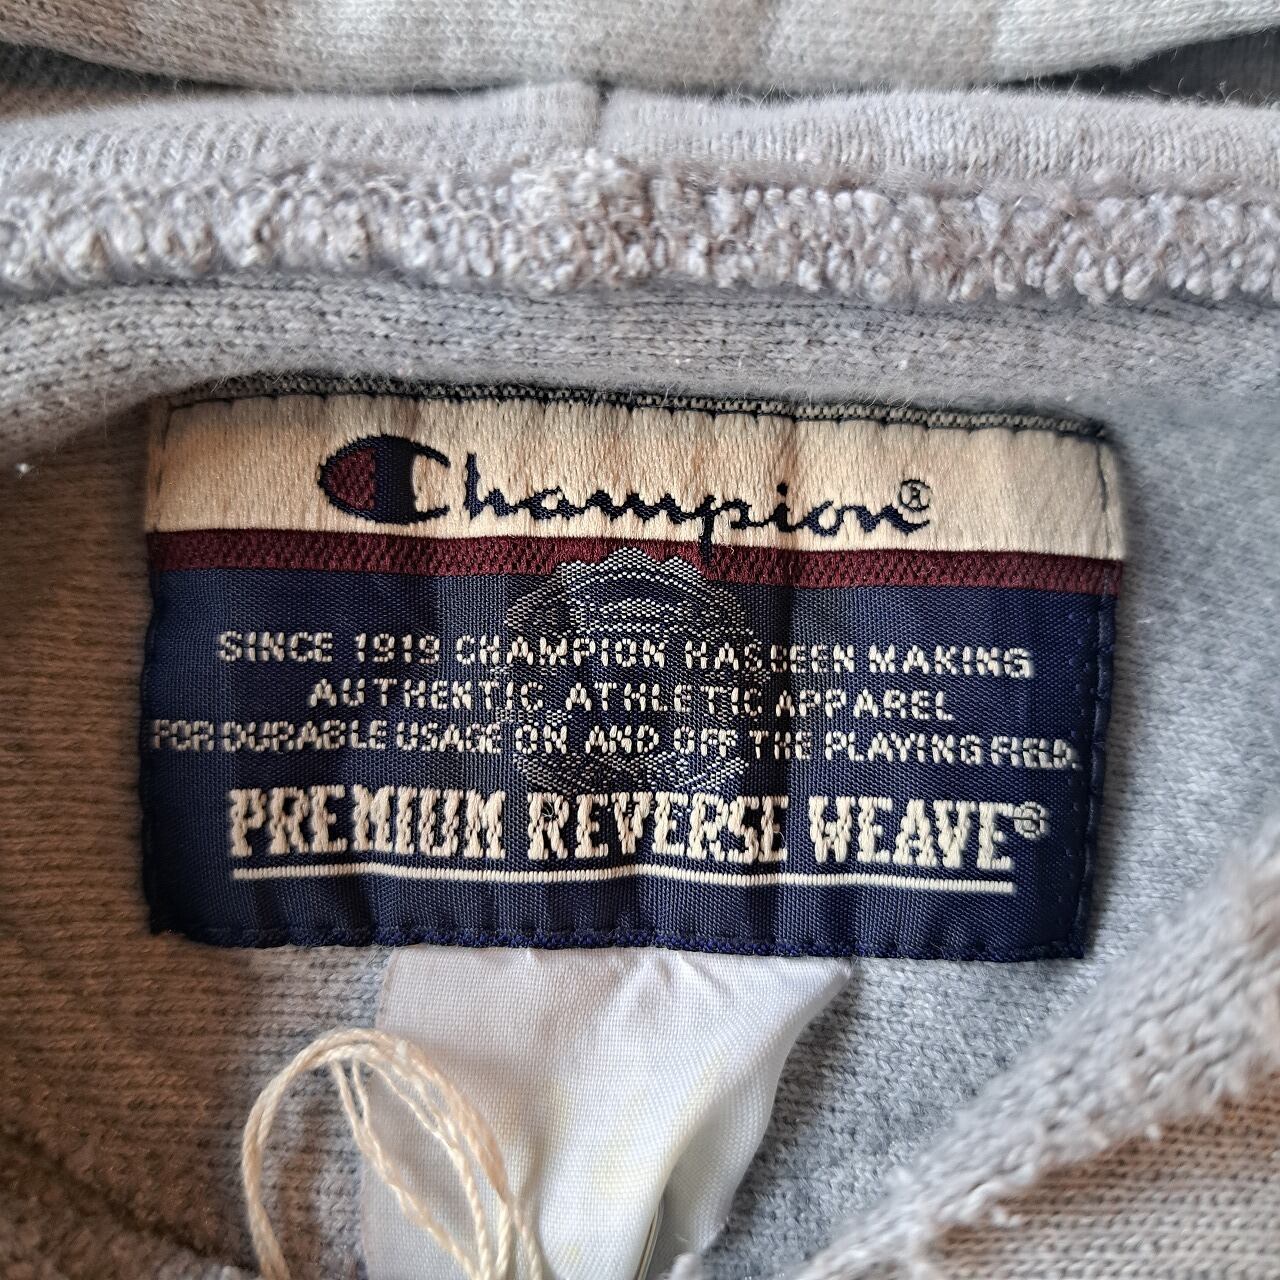 Champion®
SINCE 1919 CHAMPION HAS BEEN MAKING
AUTHENTIC ATHLETIC APPAREL
FOR DURABLE USAGE ON AND OFF THE PLAYING FIELD.
PREMIUM REVERSE WEAVE®